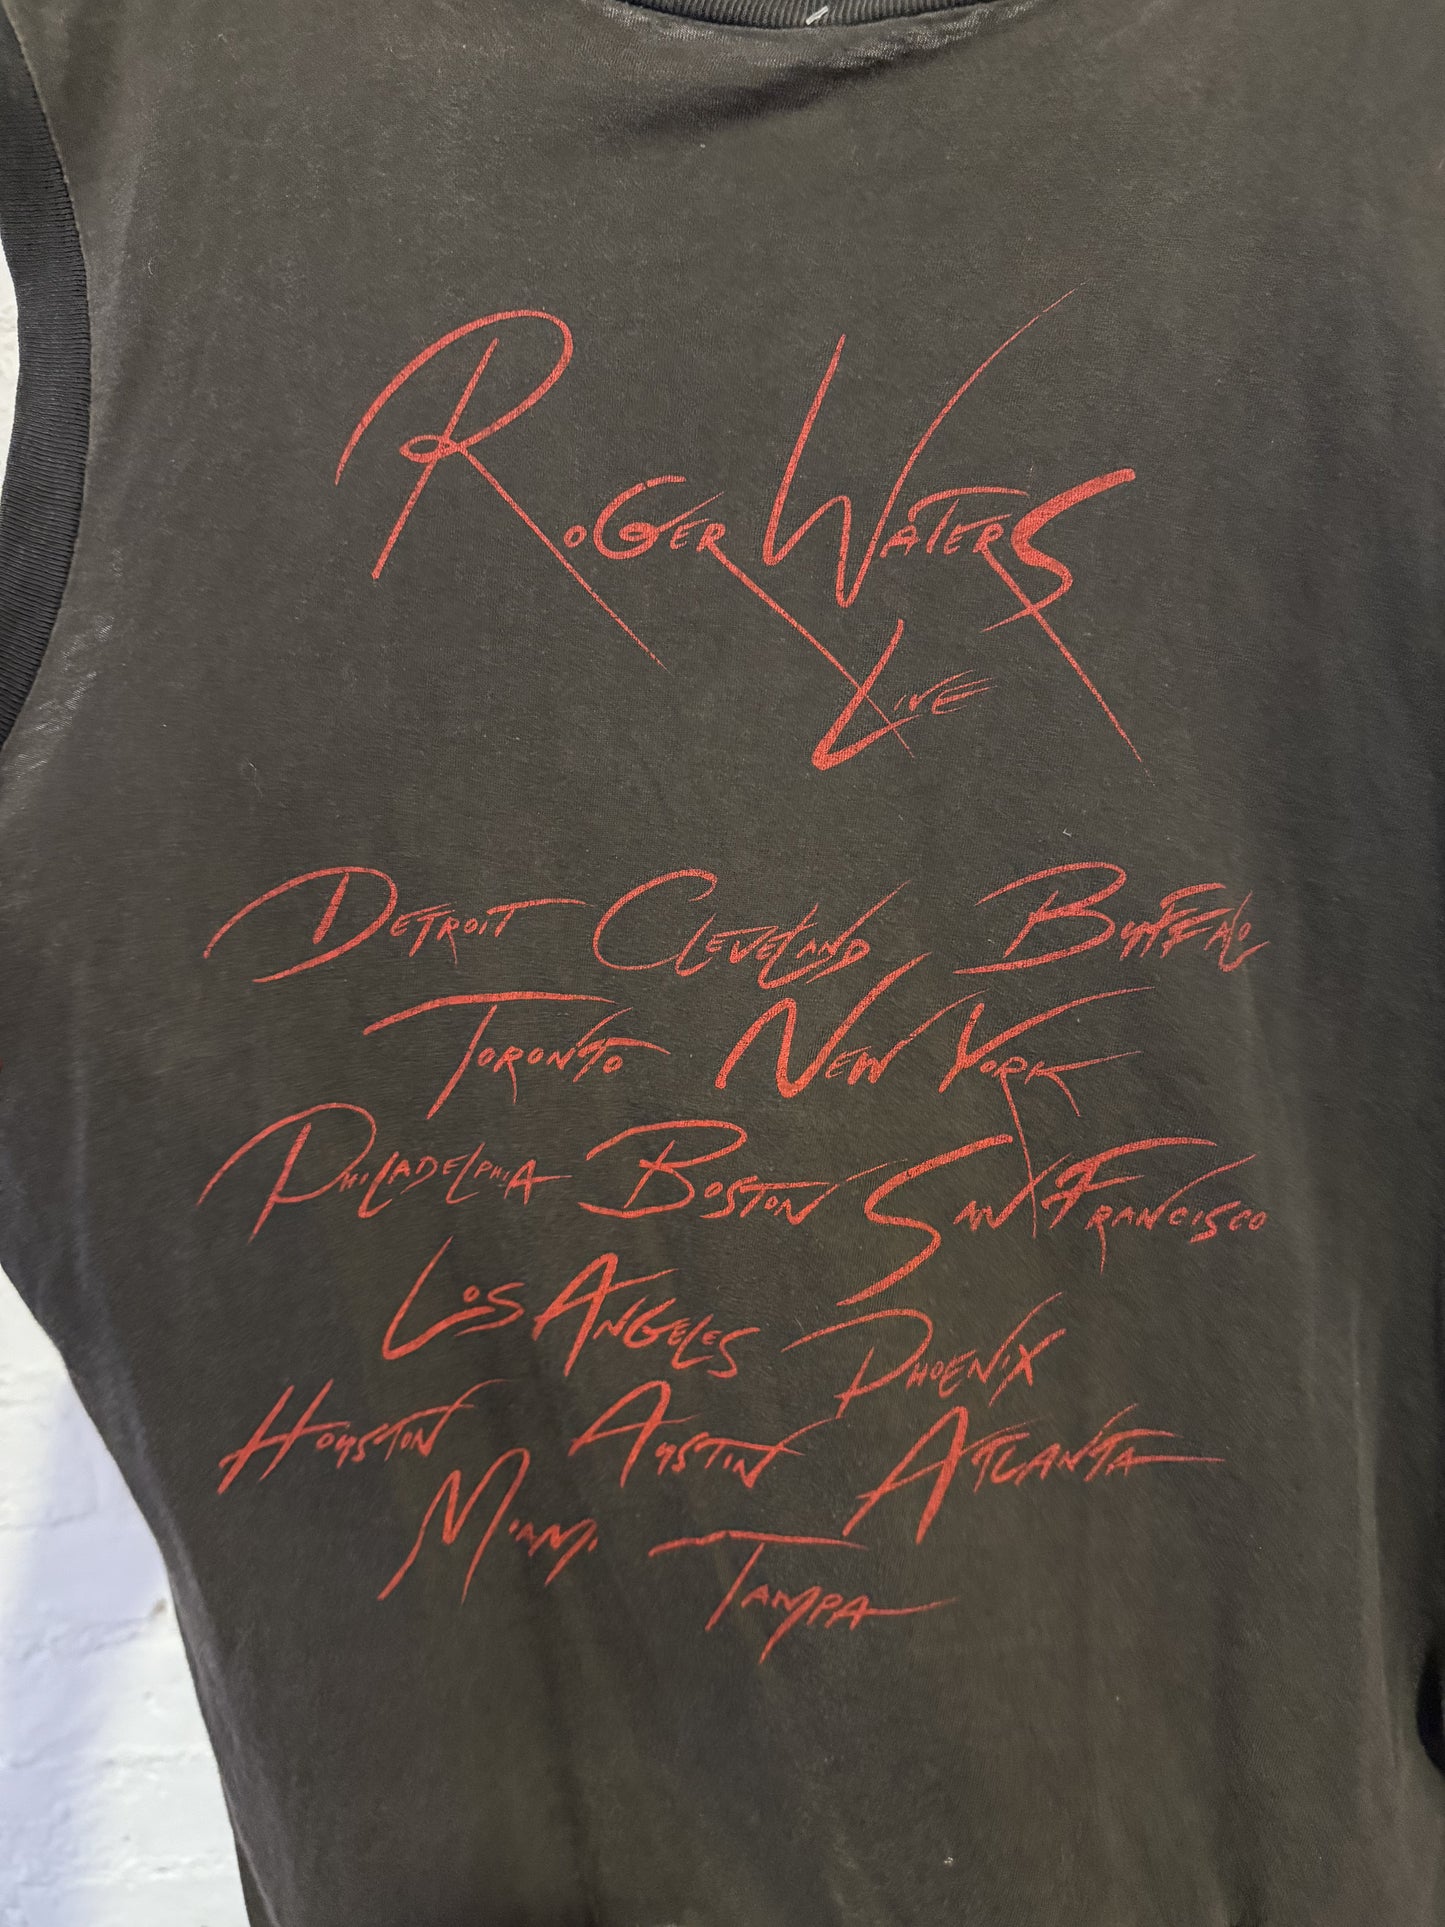 Roger Waters
Live
Detroit Cleveland Buffalo
Toronto New York
Philadelphia Boston San Francisco
Los Angeles Phoenix
Houston Austin Atlanta
Miami Tampa